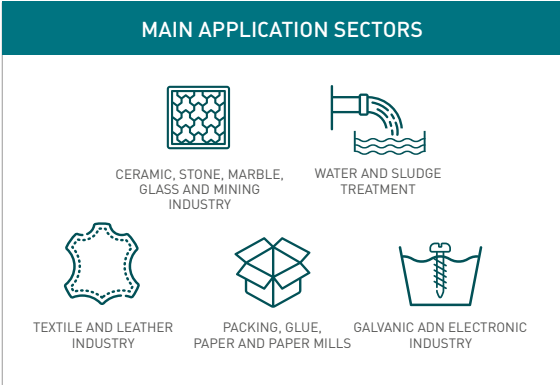 MAIN APPLICATION SECTORS
CERAMIC, STONE, MARBLE,
GLASS AND MINING
INDUSTRY
WATER AND SLUDGE
TREATMENT
TEXTILE AND LEATHER
INDUSTRY
PACKING, GLUE,
PAPER AND PAPER MILLS
GALVANIC ADN ELECTRONIC
INDUSTRY